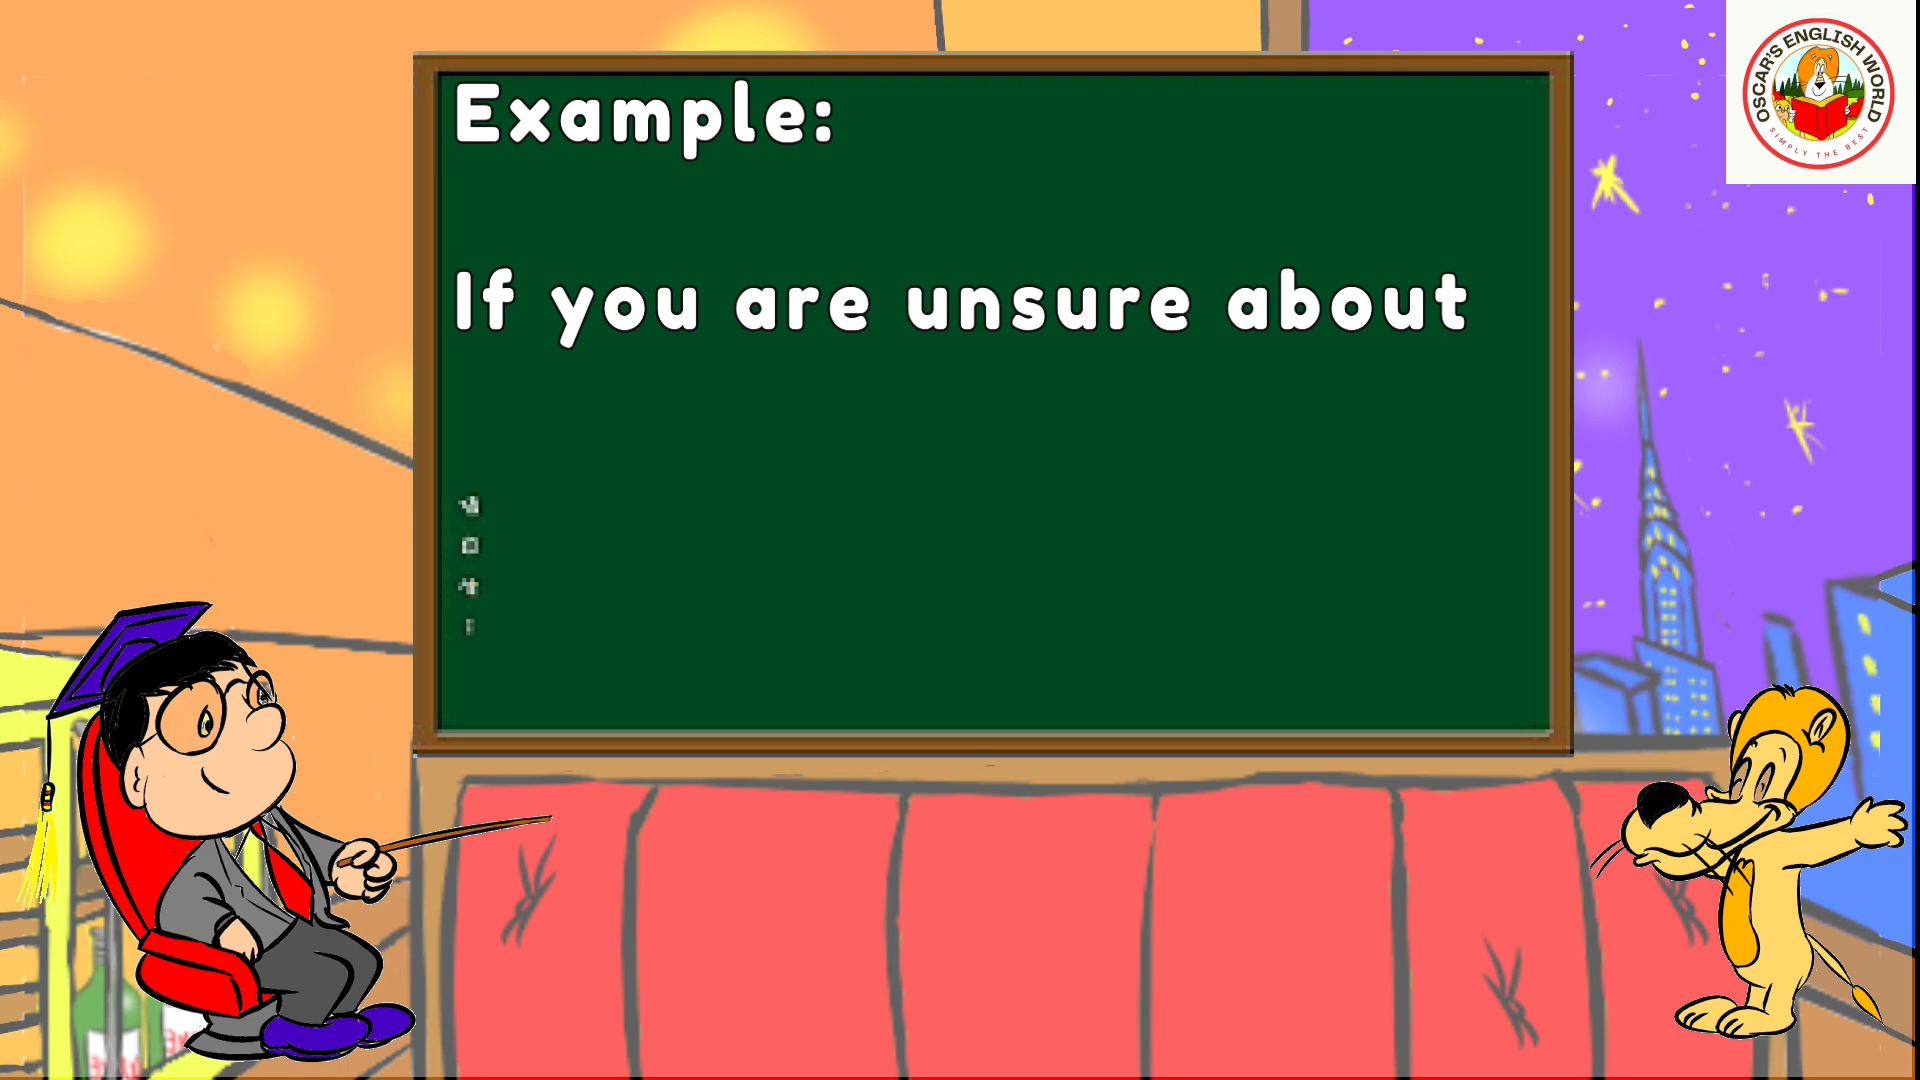 Example:
If you are unsure about
OSCAR'S ENGLISH WORLD
SIMPLY THE BEST